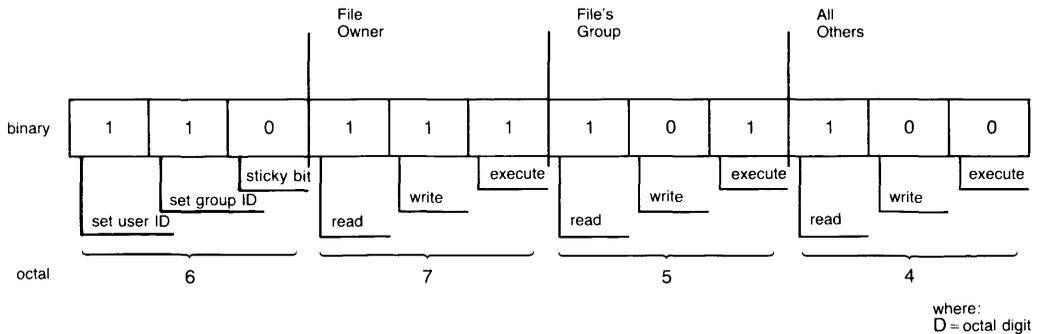 File
Owner
File's
Group
All
Others
binary 1 1 0 1 1 1 1 0 1 1 0 0
sticky bit execute execute execute
set group ID write write write
set user ID read read read
octal 6 7 5 4
where:
D = octal digit